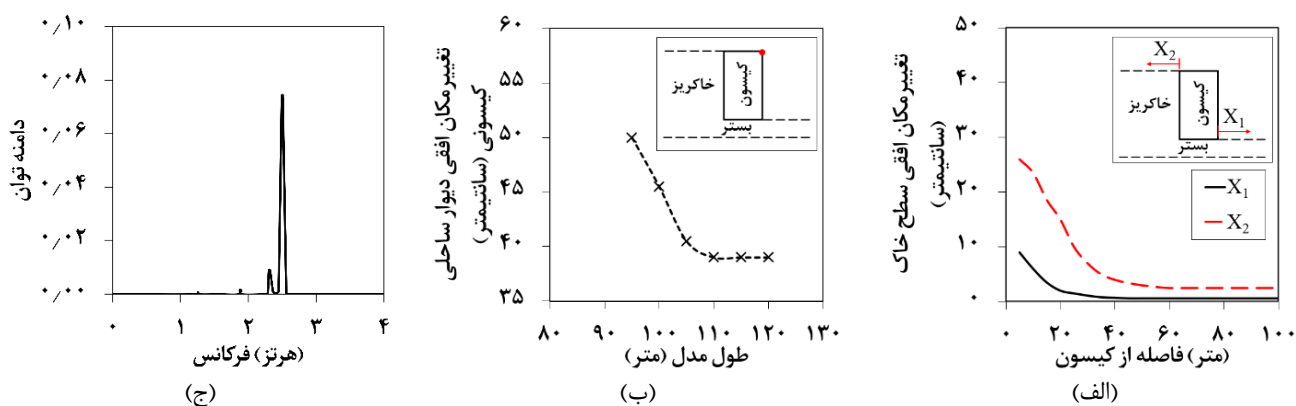 تغییرمکان افقی سطح خاک
(سانتیمتر)
۵۰
۴۰
۳۰
۲۰
۱۰
۰
X₂
خاکریز
کیسون
X₁
بستر
X₁
X₂
۰ ۲۰ ۴۰ ۶۰ ۸۰ ۱۰۰
(متر) فاصله از کیسون
(الف)
تغییرمکان افقی دیوار ساحلی
کیسونی (سانتیمتر)
۶۰
۵۵
۵۰
۴۵
۴۰
۳۵
خاکریز
کیسون
بستر
۸۰ ۹۰ ۱۰۰ ۱۱۰ ۱۲۰ ۱۳۰
طول مدل (متر)
(ب)
دامنه توان
۰٫۱۰
۰٫۰۸
۰٫۰۶
۰٫۰۴
۰٫۰۲
۰٫۰۰
۰ ۱ ۲ ۳ ۴
(هرتز) فرکانس
(ج)